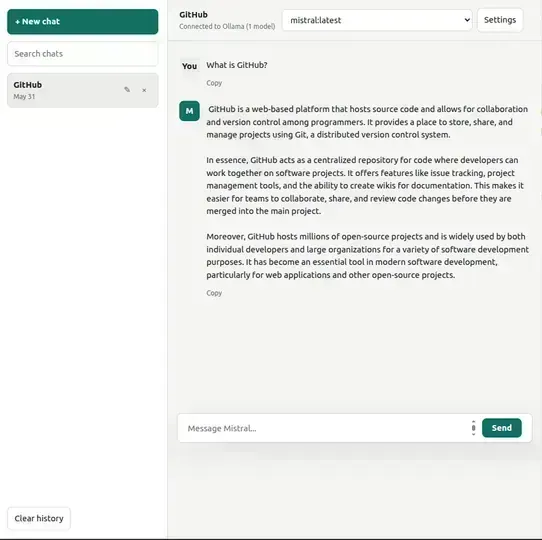 + New chat
Search chats
GitHub
May 31
Clear history
GitHub
Connected to Ollama (1 model)
mistral:latest
Settings
You
What is GitHub?
Copy
M
GitHub is a web-based platform that hosts source code and allows for collaboration
and version control among programmers. It provides a place to store, share, and
manage projects using Git, a distributed version control system.
In essence, GitHub acts as a centralized repository for code where developers can
work together on software projects. It offers features like issue tracking, project
management tools, and the ability to create wikis for documentation. This makes it
easier for teams to collaborate, share, and review code changes before they are
merged into the main project.
Moreover, GitHub hosts millions of open-source projects and is widely used by both
individual developers and large organizations for a variety of software development
purposes. It has become an essential tool in modern software development,
particularly for web applications and other open-source projects.
Copy
Message Mistral...
Send